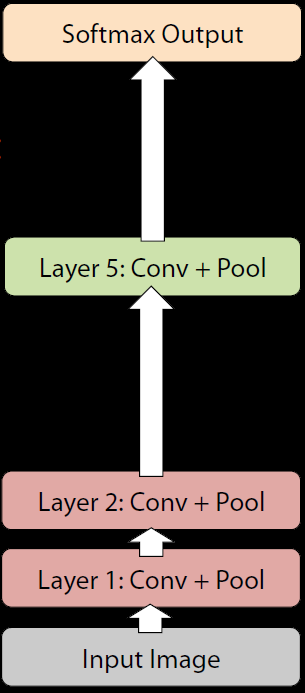 Softmax Output
Layer 5: Conv + Pool
Layer 2: Conv + Pool
Layer 1: Conv + Pool
Input Image